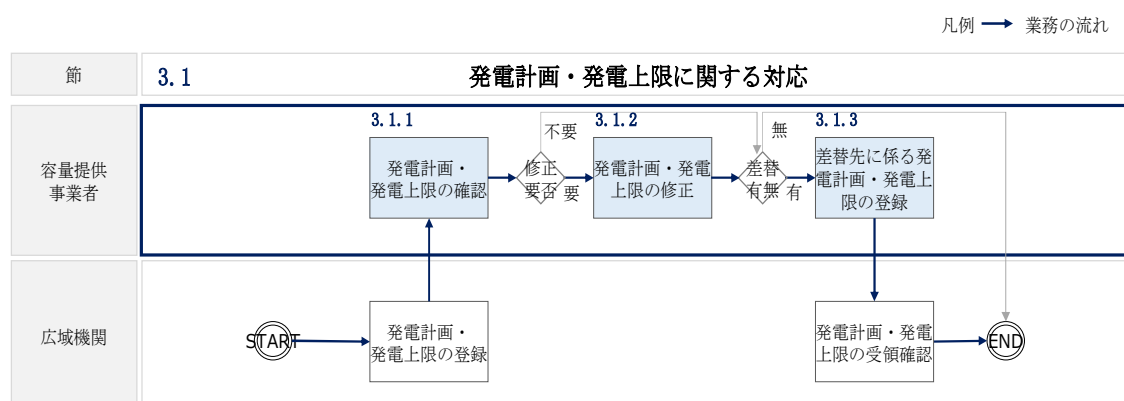 凡例 業務の流れ
節
3.1 発電計画・発電上限に関する対応
容量提供
事業者
3.1.1
発電計画・
発電上限の確認
修正
要否
不要
要
3.1.2
発電計画・発電
上限の修正
差替
有無
無
有
3.1.3
差替先に係る発
電計画・発電上
限の登録
広域機関
START
発電計画・
発電上限の登録
発電計画・発電
上限の受領確認
END